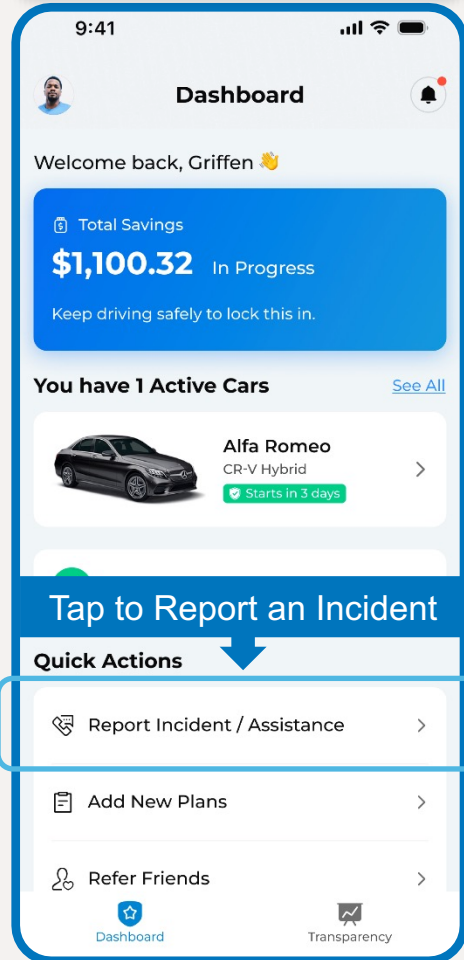 9:41
Dashboard
Welcome back, Griffen 👋
Total Savings
$1,100.32 In Progress
Keep driving safely to lock this in.
You have 1 Active Cars See All
Alfa Romeo
CR-V Hybrid
Starts in 3 days
Tap to Report an Incident
Quick Actions
Report Incident / Assistance
Add New Plans
Refer Friends
Dashboard Transparency